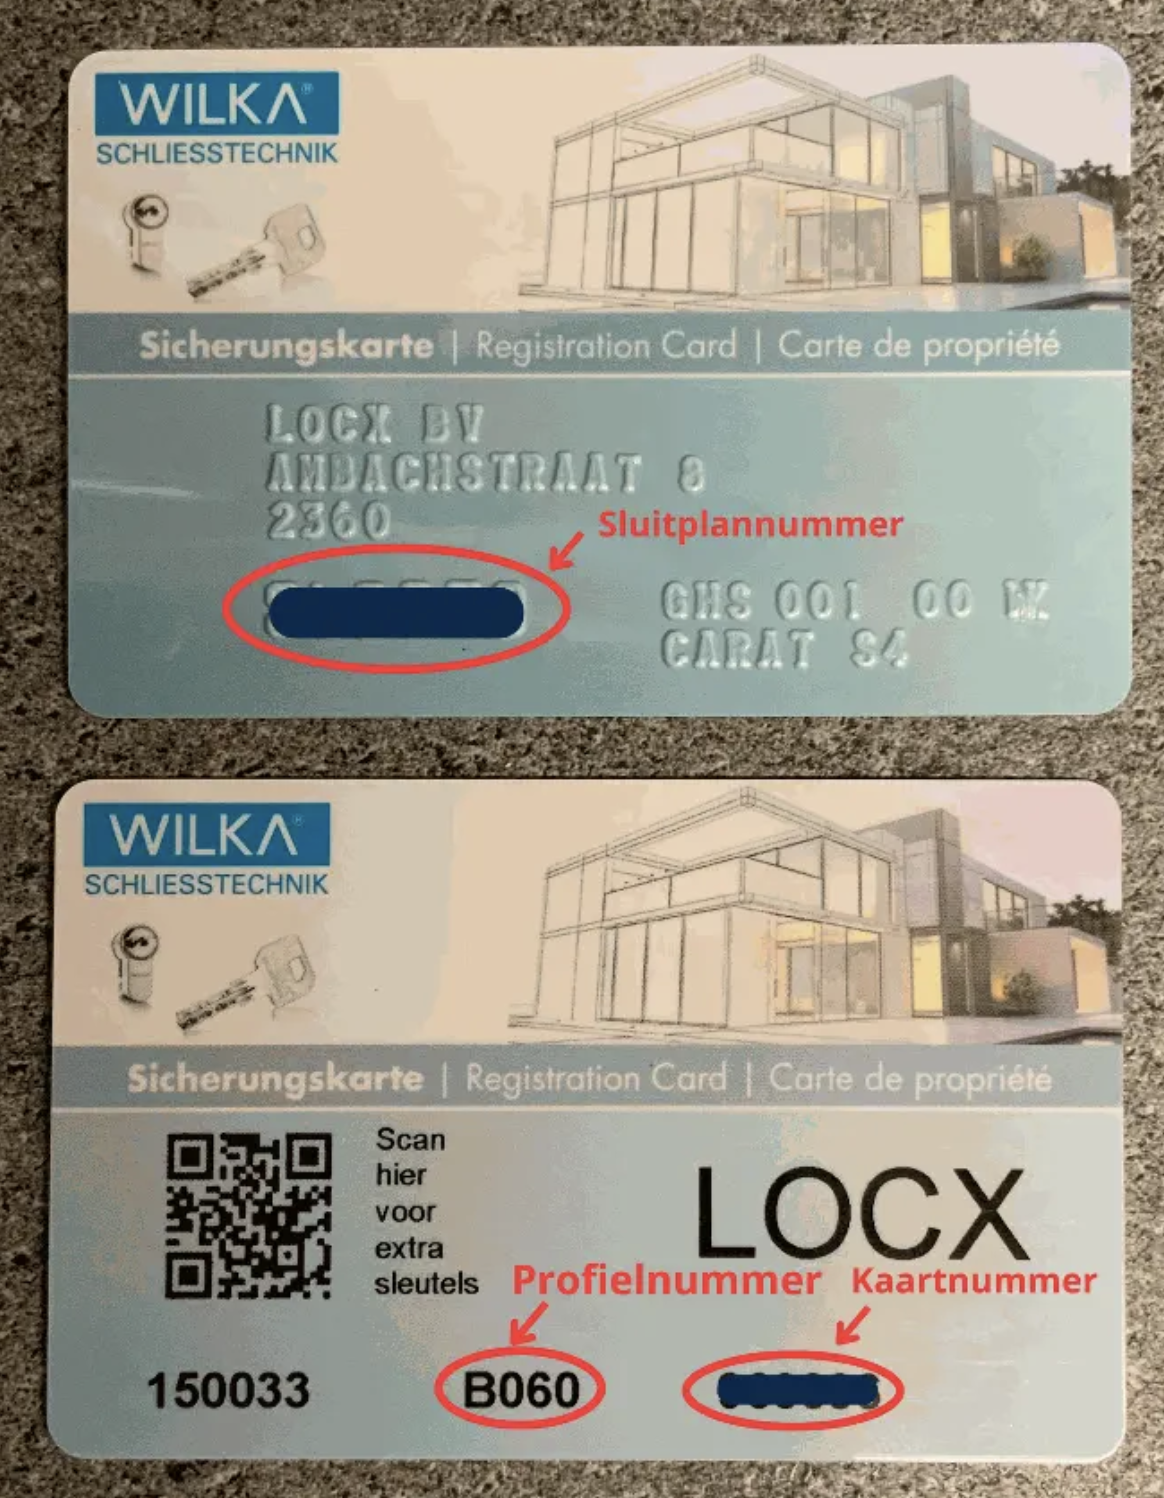 WILKA®
SCHLIESSTECHNIK
Sicherungskarte | Registration Card | Carte de propriété
LOCX BV
AMBACHSTRAAT 8
2360
Sluitplannummer
GHS 001 00
CARAT S4
WILKA®
SCHLIESSTECHNIK
Sicherungskarte | Registration Card | Carte de propriété
Scan
hier
voor
extra
sleutels
LOCX
Profielnummer
Kaartnummer
150033
B060